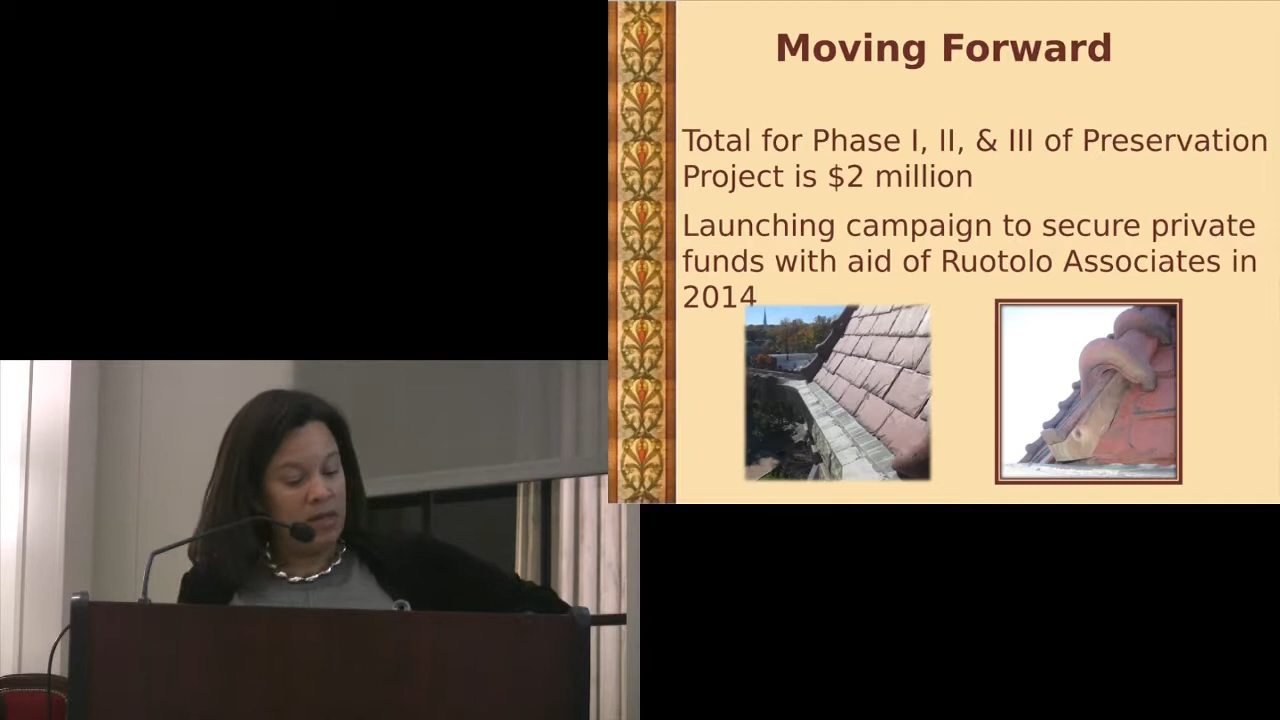 Moving Forward
Total for Phase I, II, & III of Preservation
Project is $2 million
Launching campaign to secure private
funds with aid of Ruotolo Associates in
2014